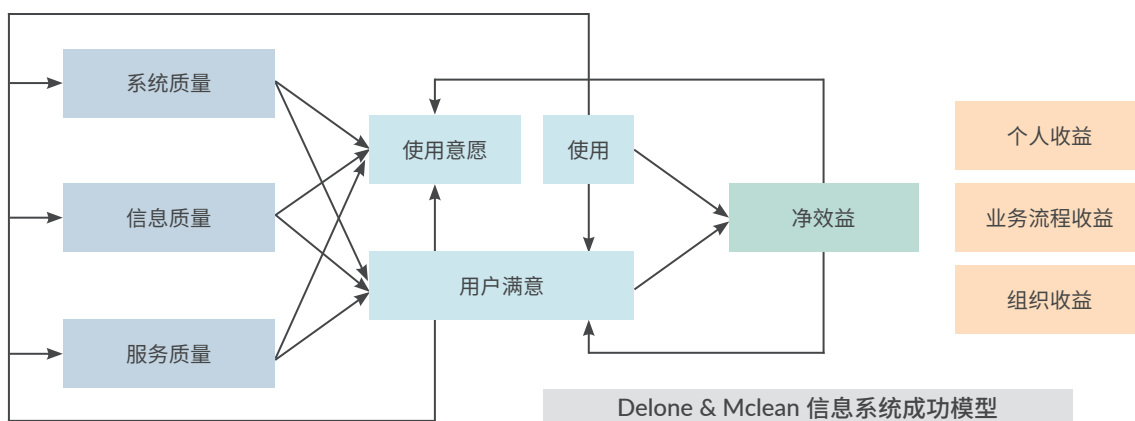 系统质量
信息质量
服务质量
使用意愿
使用
用户满意
净效益
个人收益
业务流程收益
组织收益
Delone & Mclean 信息系统成功模型